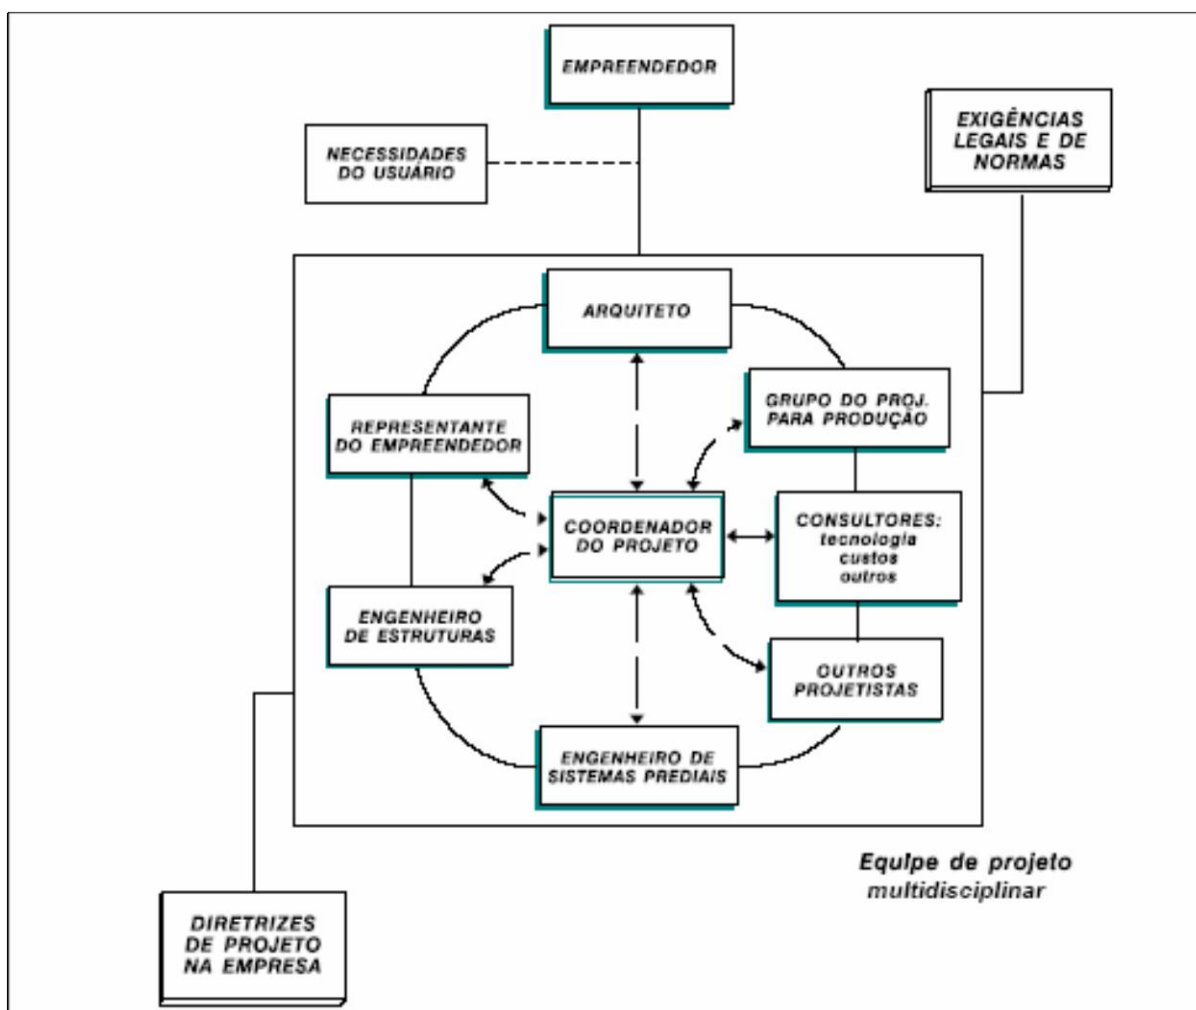 EMPREENDEDOR
EXIGÊNCIAS
LEGAIS E DE
NORMAS
NECESSIDADES
DO USUÁRIO
ARQUITETO
GRUPO DO PROJ.
PARA PRODUÇÃO
REPRESENTANTE
DO EMPREENDEDOR
COORDENADOR
DO PROJETO
CONSULTORES:
tecnologia
custos
outros
ENGENHEIRO
DE ESTRUTURAS
OUTROS
PROJETISTAS
ENGENHEIRO DE
SISTEMAS PREDIAIS
Equipe de projeto
multidisciplinar
DIRETRIZES
DE PROJETO
NA EMPRESA